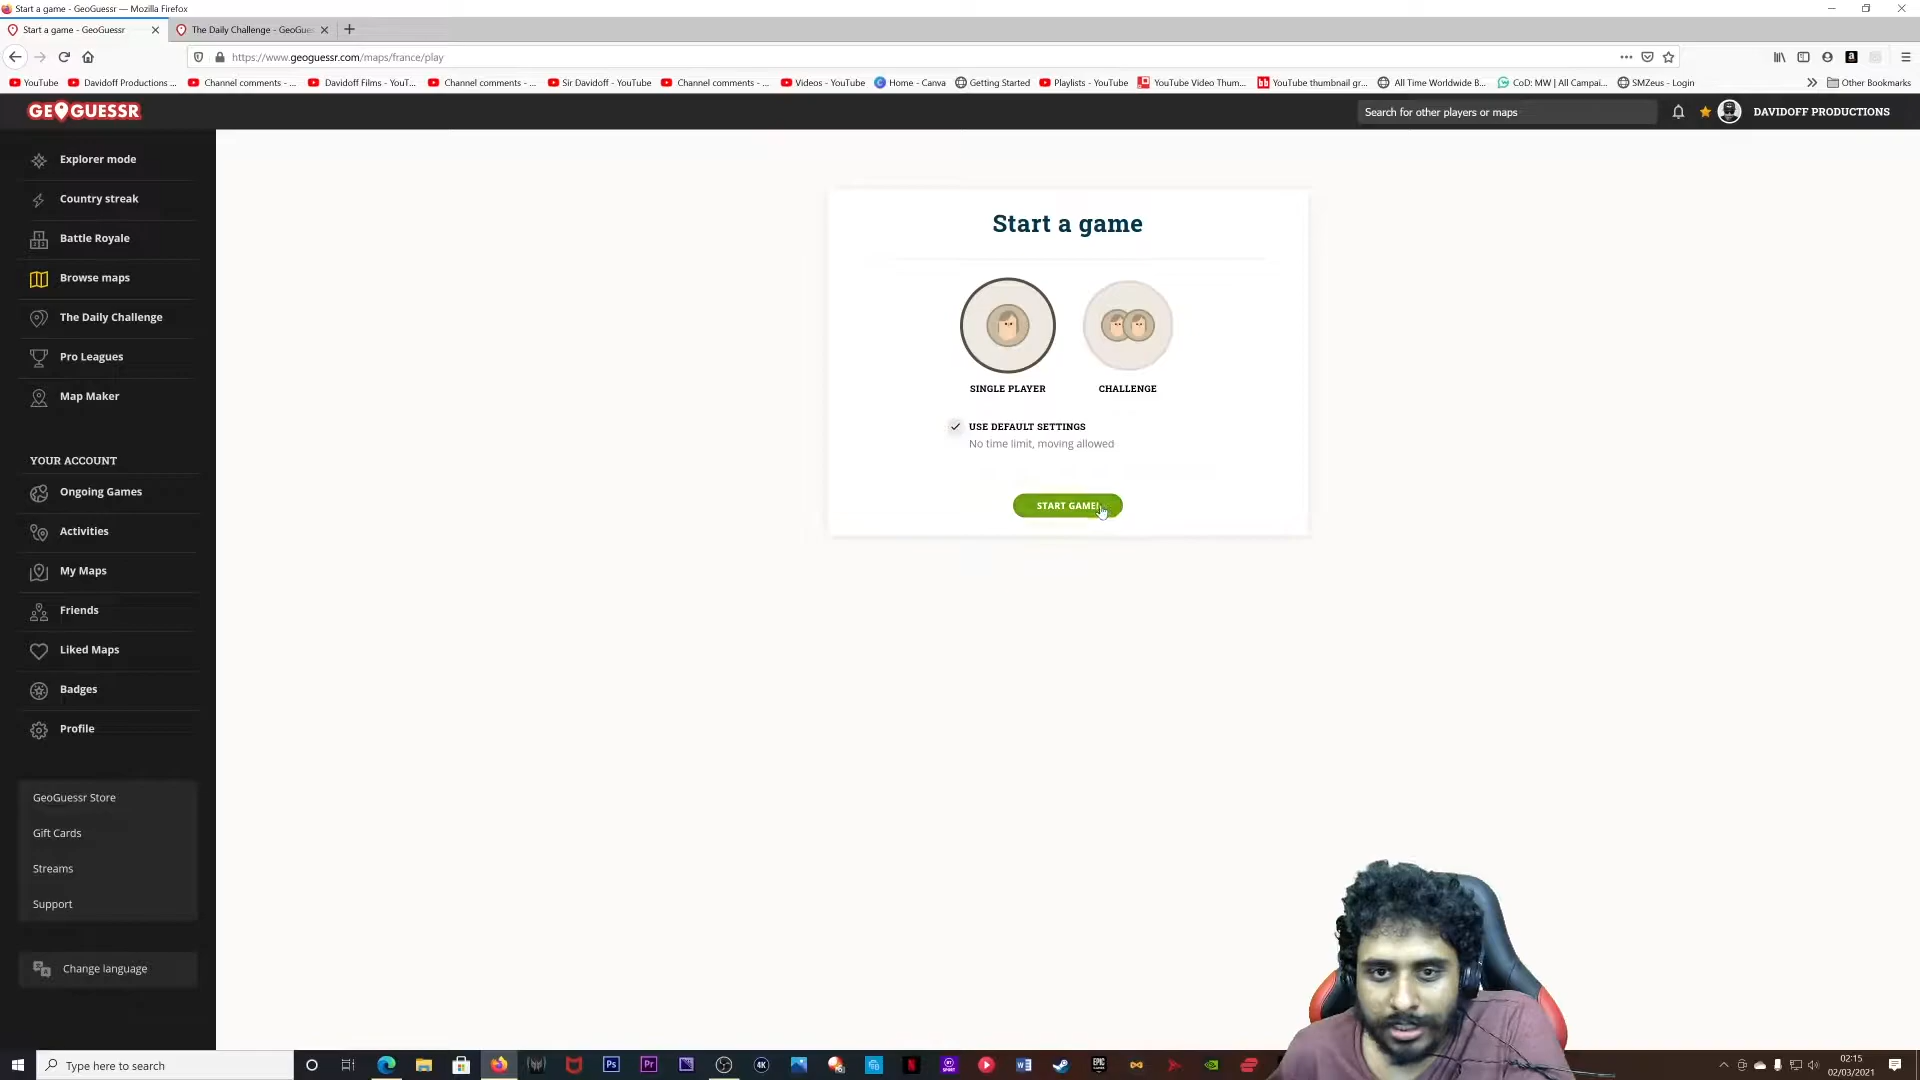 Start a game - GeoGuessr — Mozilla Firefox
Start a game - GeoGuessr
The Daily Challenge - GeoGues
https://www.geoguessr.com/maps/france/play
YouTube
Davidoff Productions ...
Channel comments - ...
Davidoff Films - YouT...
Channel comments - ...
Sir Davidoff - YouTube
Channel comments - ...
Videos - YouTube
Home - Canva
Getting Started
Playlists - YouTube
YouTube Video Thum...
YouTube thumbnail gr...
All Time Worldwide B...
CoD: MW | All Campai...
SMZeus - Login
Other Bookmarks
GEOGUESSR
Search for other players or maps
DAVIDOFF PRODUCTIONS
Explorer mode
Country streak
Battle Royale
Browse maps
The Daily Challenge
Pro Leagues
Map Maker
YOUR ACCOUNT
Ongoing Games
Activities
My Maps
Friends
Liked Maps
Badges
Profile
GeoGuessr Store
Gift Cards
Streams
Support
Change language
Start a game
SINGLE PLAYER
CHALLENGE
USE DEFAULT SETTINGS
No time limit, moving allowed
START GAME!
Type here to search
02:15
02/03/2021